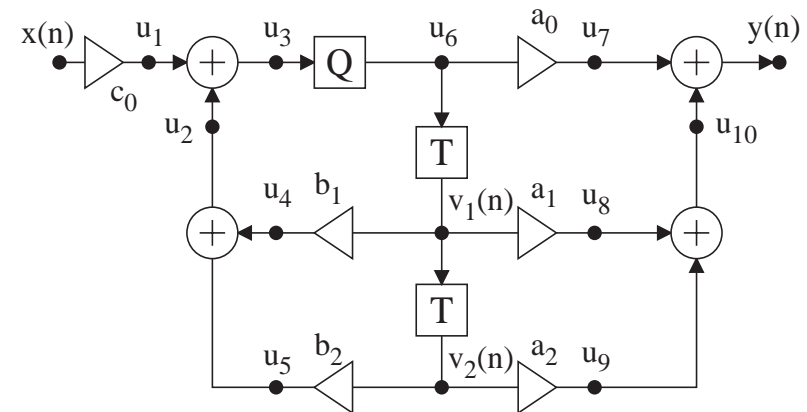 x(n) u₁ u₃ Q u₆ a₀ u₇ y(n)
+ +
c₀
u₂ u₁₀
T
u₄ b₁ v₁(n) a₁ u₈
+ +
T
u₅ b₂ v₂(n) a₂ u₉